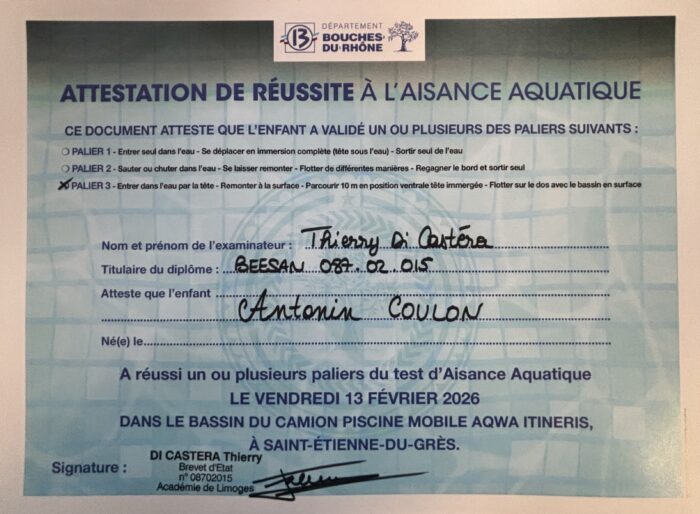 13
DÉPARTEMENT
BOUCHES-
DU-RHÔNE
ATTESTATION DE RÉUSSITE À L'AISANCE AQUATIQUE
CE DOCUMENT ATTESTE QUE L'ENFANT A VALIDÉ UN OU PLUSIEURS DES PALIERS SUIVANTS :
PALIER 1 - Entrer seul dans l'eau - Se déplacer en immersion complète (tête sous l'eau) - Sortir seul de l'eau
PALIER 2 - Sauter ou chuter dans l'eau - Se laisser remonter - Flotter de différentes manières - Regagner le bord et sortir seul
PALIER 3 - Entrer dans l'eau par la tête - Remonter à la surface - Parcourir 10 m en position ventrale tête immergée - Flotter sur le dos avec le bassin en surface
Nom et prénom de l'examinateur : Thierry Di Castéra
Titulaire du diplôme : BEESAN 087.02.015
Atteste que l'enfant
Antonin COULON
Né(e) le
A réussi un ou plusieurs paliers du test d'Aisance Aquatique
LE VENDREDI 13 FÉVRIER 2026
DANS LE BASSIN DU CAMION PISCINE MOBILE AQWA ITINERIS,
À SAINT-ÉTIENNE-DU-GRÈS.
Signature :
DI CASTERA Thierry
Brevet d'Etat
n° 08702015
Académie de Limoges